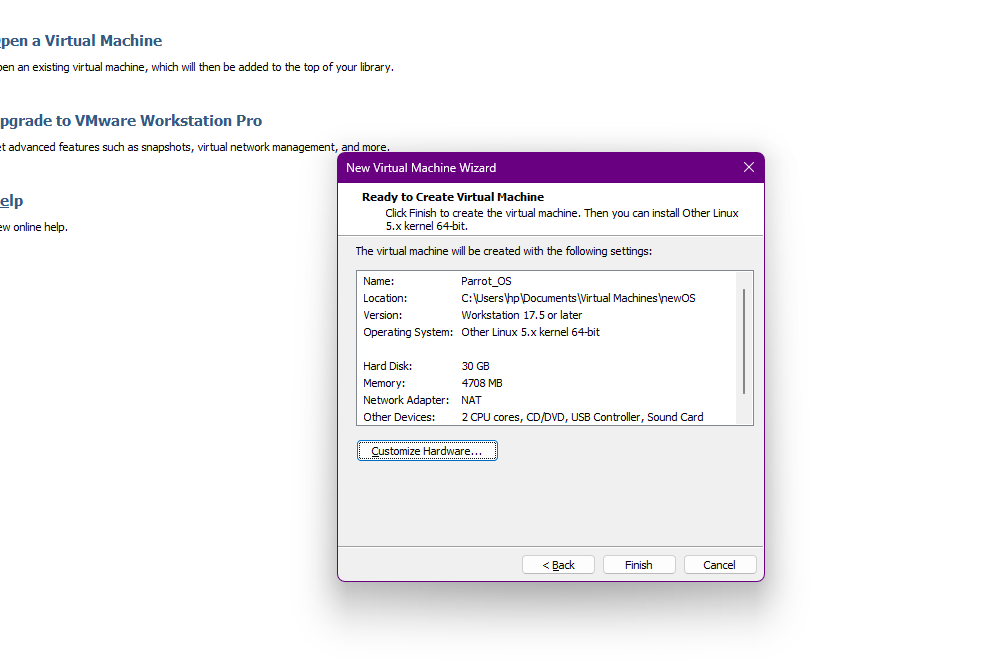 pen a Virtual Machine
en an existing virtual machine, which will then be added to the top of your library.
pgrade to VMware Workstation Pro
et advanced features such as snapshots, virtual network management, and more.
elp
ew online help.
New Virtual Machine Wizard
Ready to Create Virtual Machine
Click Finish to create the virtual machine. Then you can install Other Linux
5.x kernel 64-bit.
The virtual machine will be created with the following settings:
Name: Parrot_OS
Location: C:\Users\hp\Documents\Virtual Machines\newOS
Version: Workstation 17.5 or later
Operating System: Other Linux 5.x kernel 64-bit
Hard Disk: 30 GB
Memory: 4708 MB
Network Adapter: NAT
Other Devices: 2 CPU cores, CD/DVD, USB Controller, Sound Card
Customize Hardware...
< Back Finish Cancel